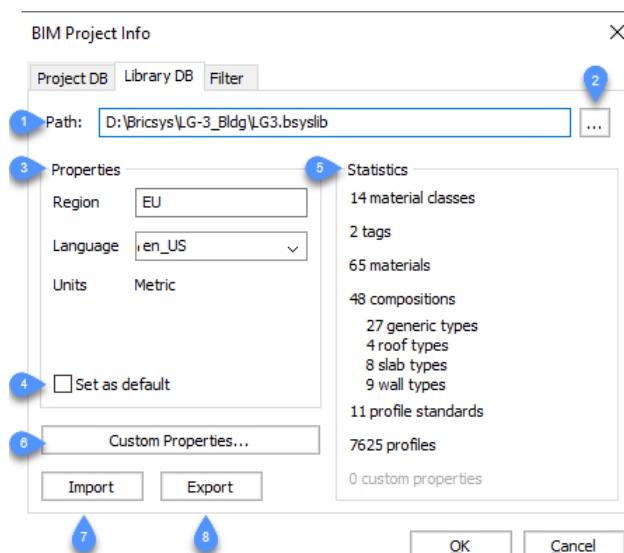 BIM Project Info
Project DB Library DB Filter
1 Path: D:\Bricsys\LG-3_Bldg\LG3.bsyslib ... 2
3 Properties
Region EU
Language en_US
Units Metric
4 Set as default
5 Statistics
14 material classes
2 tags
65 materials
48 compositions
27 generic types
4 roof types
8 slab types
9 wall types
11 profile standards
7625 profiles
0 custom properties
6 Custom Properties...
Import Export
7 8
OK Cancel